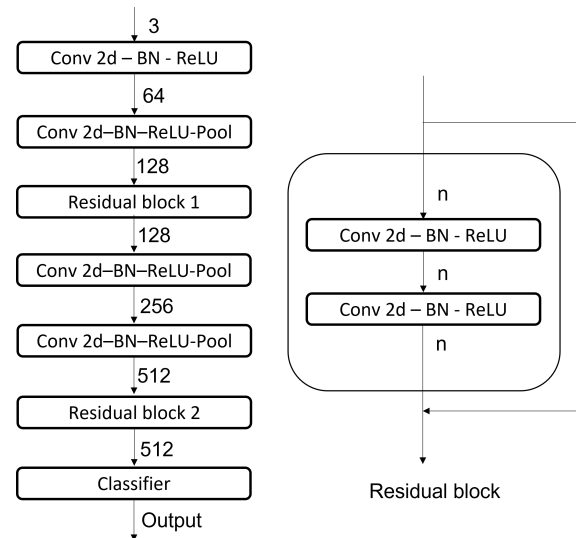 3
Conv 2d – BN - ReLU
64
Conv 2d–BN–ReLU-Pool
128
Residual block 1
128
Conv 2d–BN–ReLU-Pool
256
Conv 2d–BN–ReLU-Pool
512
Residual block 2
512
Classifier
Output
n
Conv 2d – BN - ReLU
n
Conv 2d – BN - ReLU
n
Residual block